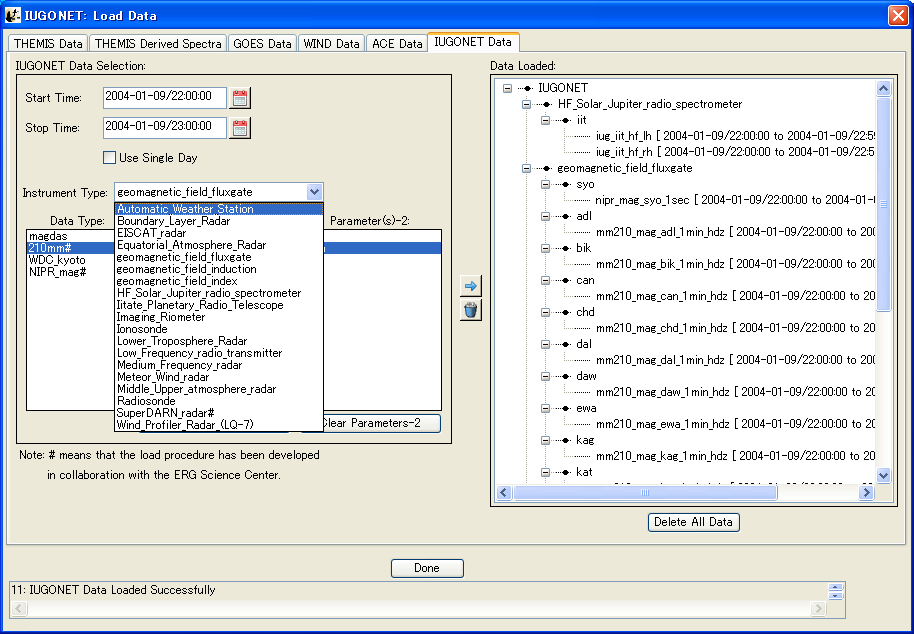 IUGONET: Load Data
THEMIS Data
THEMIS Derived Spectra
GOES Data
WIND Data
ACE Data
IUGONET Data
IUGONET Data Selection:
Start Time:
2004-01-09/22:00:00
Stop Time:
2004-01-09/23:00:00
Use Single Day
Instrument Type:
geomagnetic_field_fluxgate
Automatic Weather Station
Boundary_Layer_Radar
EISCAT_radar
Equatorial_Atmosphere_Radar
geomagnetic_field_fluxgate
geomagnetic_field_induction
geomagnetic_field_index
HF_Solar_Jupiter_radio_spectrometer
Iitate_Planetary_Radio_Telescope
Imaging_Riometer
Ionosonde
Lower_Troposphere_Radar
Low_Frequency_radio_transmitter
Medium_Frequency_radar
Meteor_Wind_radar
Middle_Upper_atmosphere_radar
Radiosonde
SuperDARN_radar#
Wind_Profiler_Radar_(LQ-7)
Data Type:
magdas
210mm#
WDC_kyoto
NIPR_mag#
Parameter(s)-2:
Clear Parameters-2
Note: # means that the load procedure has been developed
in collaboration with the ERG Science Center.
Data Loaded:
IUGONET
HF_Solar_Jupiter_radio_spectrometer
iit
iug_iit_hf_lh [ 2004-01-09/22:00:00 to 2004-01-09/22:59
iug_iit_hf_rh [ 2004-01-09/22:00:00 to 2004-01-09/22:5
geomagnetic_field_fluxgate
syo
nipr_mag_syo_1sec [ 2004-01-09/22:00:00 to 2004-01-0
adl
mm210_mag_adl_1min_hdz [ 2004-01-09/22:00:00 to 200
bik
mm210_mag_bik_1min_hdz [ 2004-01-09/22:00:00 to 200
can
mm210_mag_can_1min_hdz [ 2004-01-09/22:00:00 to 20
chd
mm210_mag_chd_1min_hdz [ 2004-01-09/22:00:00 to 20
dal
mm210_mag_dal_1min_hdz [ 2004-01-09/22:00:00 to 200
daw
mm210_mag_daw_1min_hdz [ 2004-01-09/22:00:00 to 20
ewa
mm210_mag_ewa_1min_hdz [ 2004-01-09/22:00:00 to 20
kag
mm210_mag_kag_1min_hdz [ 2004-01-09/22:00:00 to 20
kat
Delete All Data
Done
11: IUGONET Data Loaded Successfully